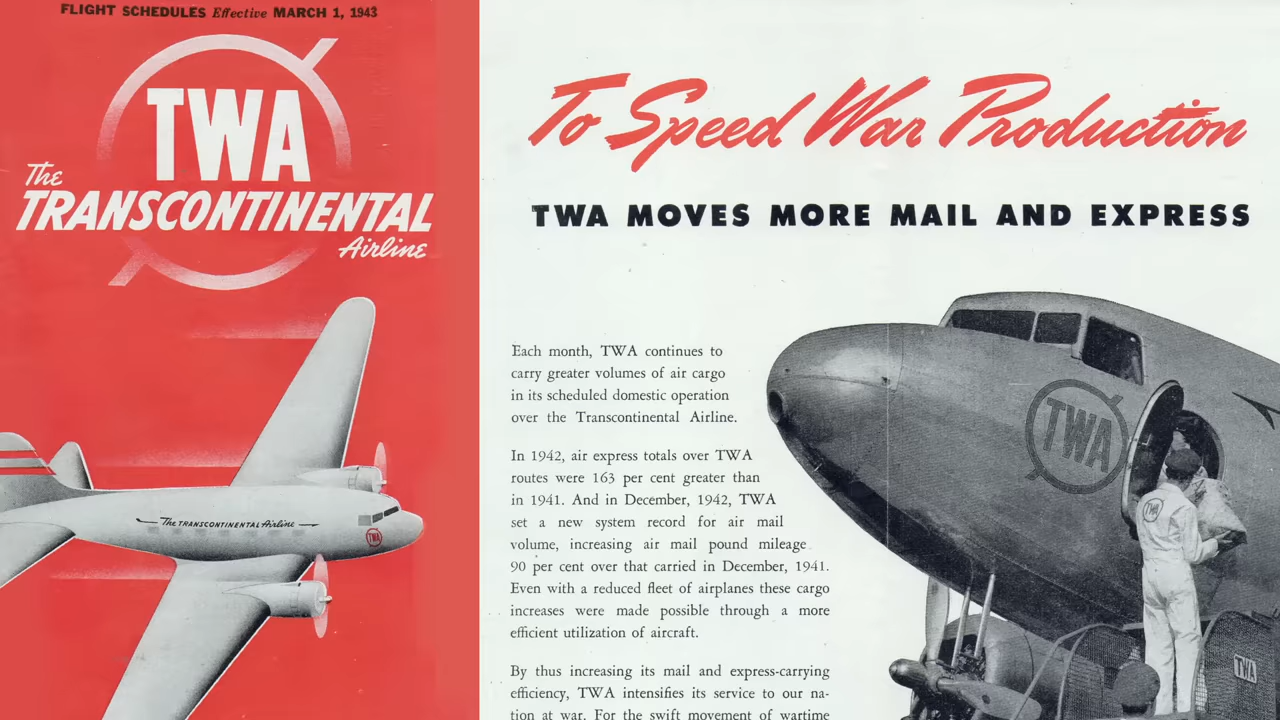 FLIGHT SCHEDULES Effective MARCH 1, 1943
TWA
The
TRANSCONTINENTAL
Airline
The TRANSCONTINENTAL Airline
TWA
To Speed War Production
TWA MOVES MORE MAIL AND EXPRESS
Each month, TWA continues to
carry greater volumes of air cargo
in its scheduled domestic operation
over the Transcontinental Airline.
In 1942, air express totals over TWA
routes were 163 per cent greater than
in 1941. And in December, 1942, TWA
set a new system record for air mail
volume, increasing air mail pound mileage
90 per cent over that carried in December, 1941.
Even with a reduced fleet of airplanes these cargo
increases were made possible through a more
efficient utilization of aircraft.
By thus increasing its mail and express-carrying
efficiency, TWA intensifies its service to our na-
tion at war. For the swift movement of wartime
TWA
TWA
TWA